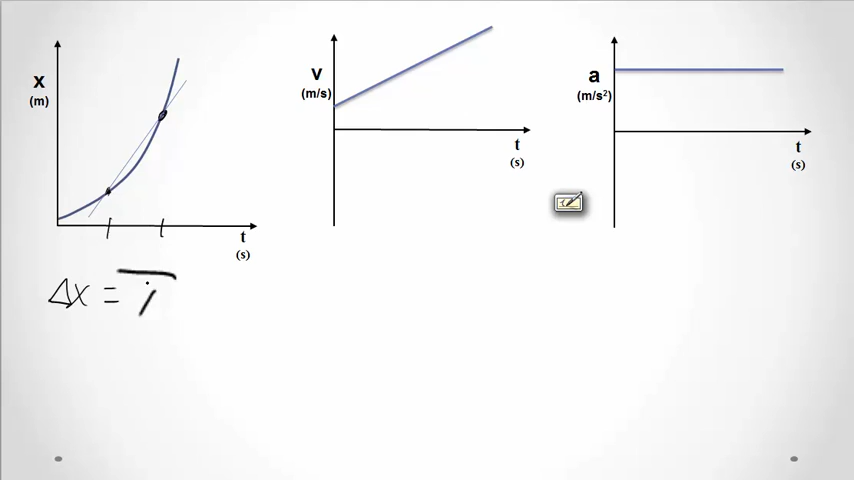 x
(m)
t
(s)
v
(m/s)
t
(s)
a
(m/s²)
t
(s)
Δx =